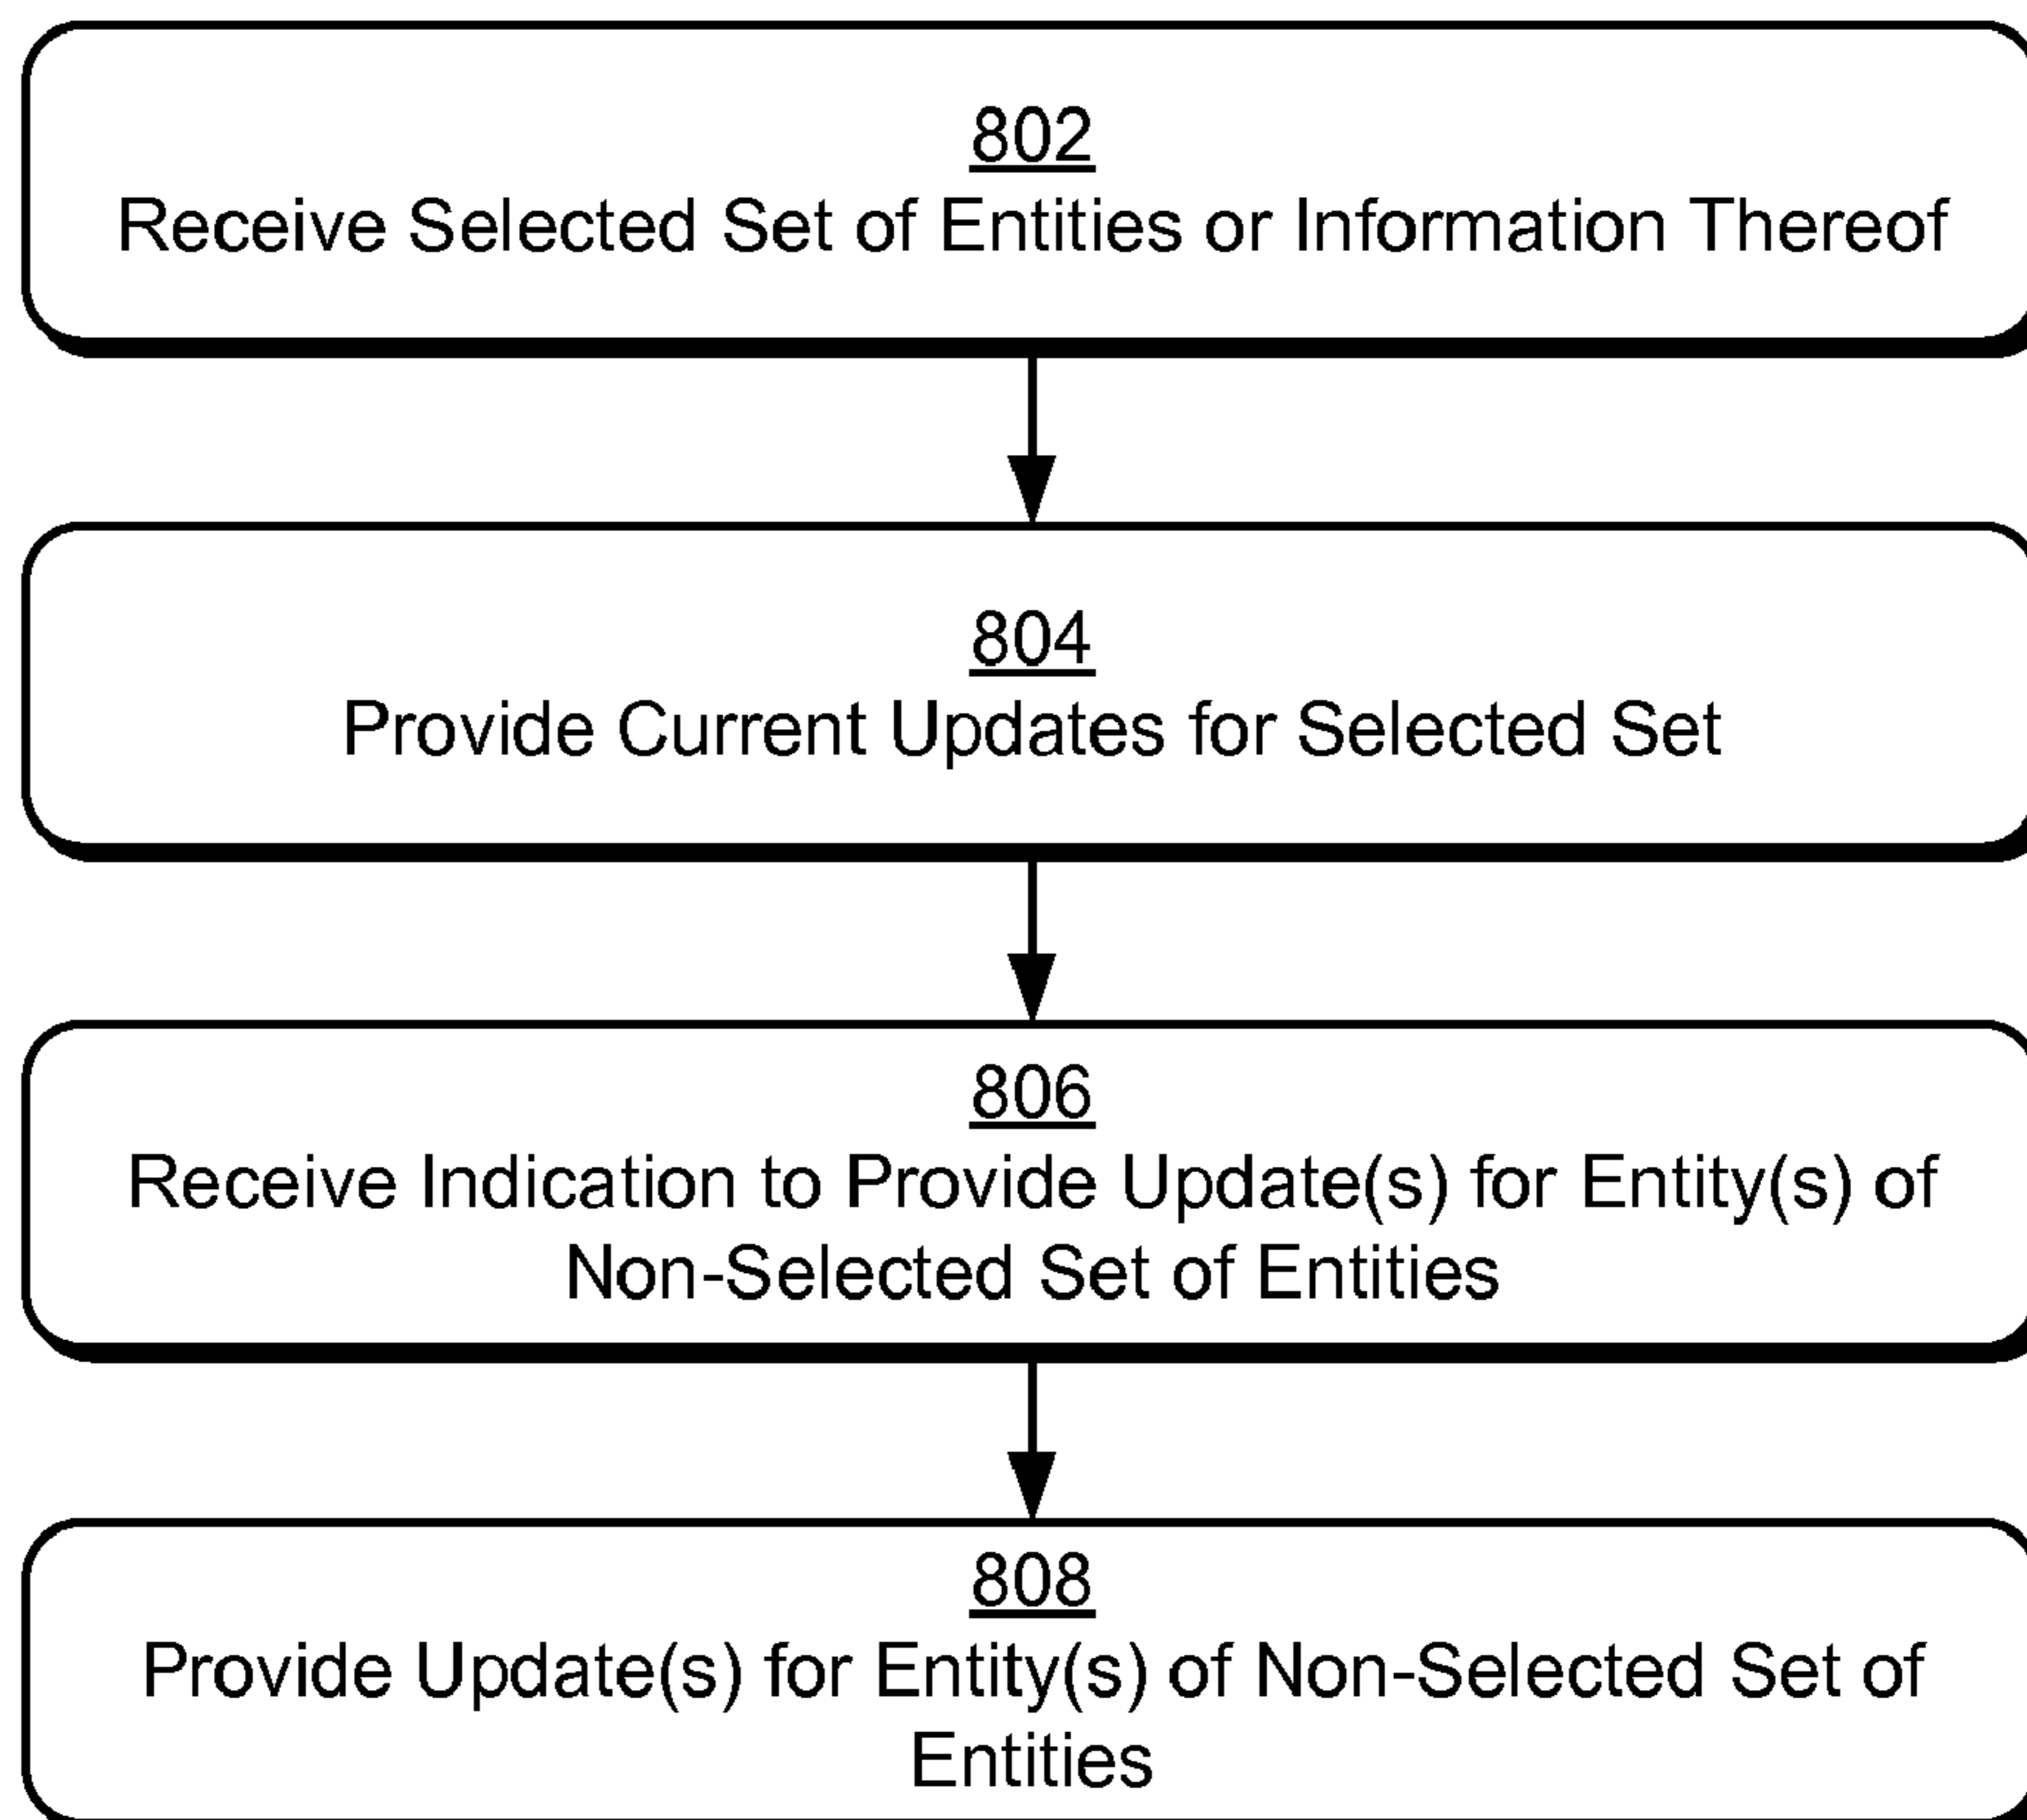 802
Receive Selected Set of Entities or Information Thereof
804
Provide Current Updates for Selected Set
806
Receive Indication to Provide Update(s) for Entity(s) of
Non-Selected Set of Entities
808
Provide Update(s) for Entity(s) of Non-Selected Set of
Entities